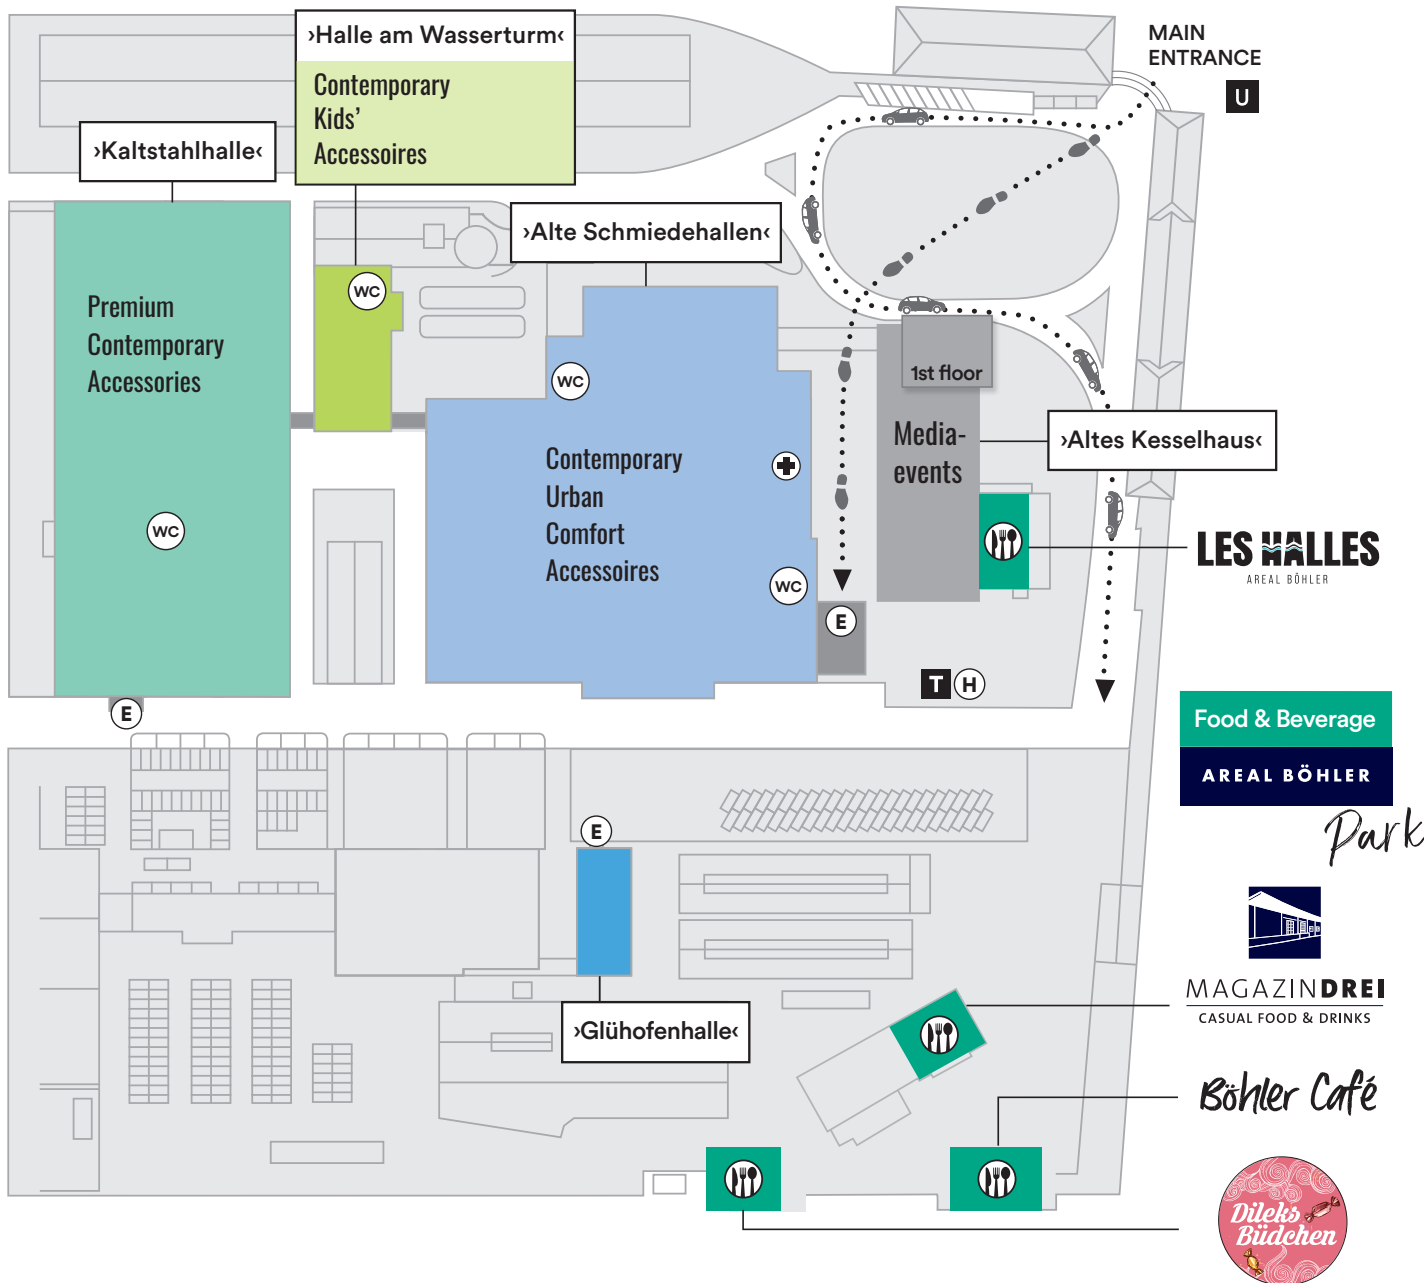 ›Halle am Wasserturm‹
Contemporary
Kids’
Accessoires
MAIN
ENTRANCE
U
›Kaltstahlhalle‹
›Alte Schmiedehallen‹
WC
Premium
Contemporary
Accessories
WC
1st floor
Media-
events
›Altes Kesselhaus‹
Contemporary
Urban
Comfort
Accessoires
WC
WC
LES HALLES
AREAL BÖHLER
E
T H
E
Food & Beverage
AREAL BÖHLER
Park
E
MAGAZINDREI
CASUAL FOOD & DRINKS
›Glühofenhalle‹
Böhler Café
Dileks
Büdchen